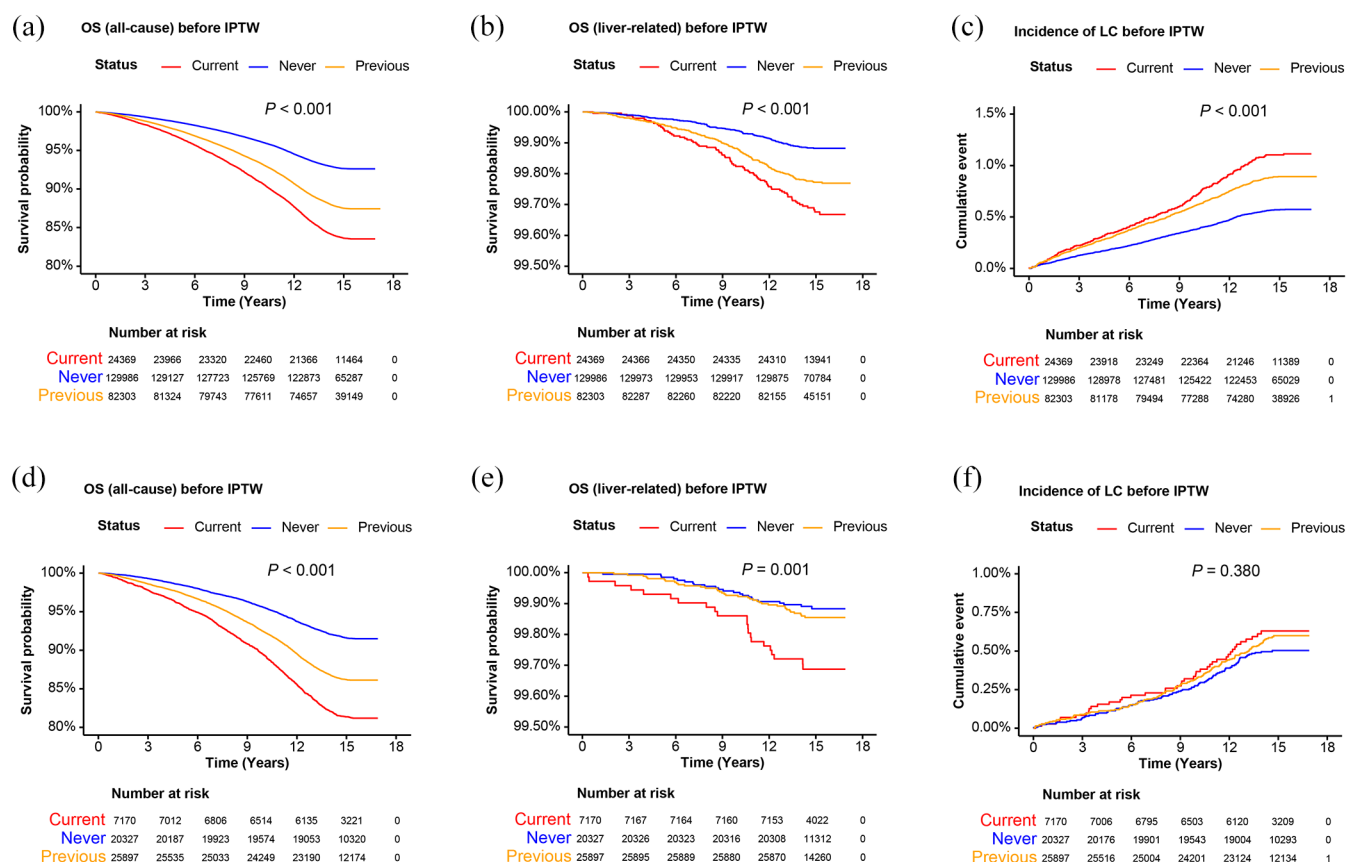 (a)
OS (all-cause) before IPTW
Status Current Never Previous
P < 0.001
100%
95%
90%
85%
80%
Survival probability
0 3 6 9 12 15 18
Time (Years)
Number at risk
Current 24369 23966 23320 22460 21366 11464 0
Never 129986 129127 127723 125769 122873 65287 0
Previous 82303 81324 79743 77611 74657 39149 0
(b)
OS (liver-related) before IPTW
Status Current Never Previous
P < 0.001
100.00%
99.90%
99.80%
99.70%
99.60%
99.50%
Survival probability
0 3 6 9 12 15 18
Time (Years)
Number at risk
Current 24369 24366 24350 24335 24310 13941 0
Never 129986 129973 129953 129917 129875 70784 0
Previous 82303 82287 82260 82220 82155 45151 0
(c)
Incidence of LC before IPTW
Status Current Never Previous
P < 0.001
1.5%
1.0%
0.5%
0.0%
Cumulative event
0 3 6 9 12 15 18
Time (Years)
Number at risk
Current 24369 23918 23249 22364 21246 11389 0
Never 129986 128978 127481 125422 122453 65029 0
Previous 82303 81178 79494 77288 74280 38926 1
(d)
OS (all-cause) before IPTW
Status Current Never Previous
P < 0.001
100%
95%
90%
85%
80%
Survival probability
0 3 6 9 12 15 18
Time (Years)
Number at risk
Current 7170 7012 6806 6514 6135 3221 0
Never 20327 20187 19923 19574 19053 10320 0
Previous 25897 25535 25033 24249 23190 12174 0
(e)
OS (liver-related) before IPTW
Status Current Never Previous
P = 0.001
100.00%
99.90%
99.80%
99.70%
99.60%
99.50%
Survival probability
0 3 6 9 12 15 18
Time (Years)
Number at risk
Current 7170 7167 7164 7160 7153 4022 0
Never 20327 20326 20323 20316 20308 11312 0
Previous 25897 25895 25889 25880 25870 14260 0
(f)
Incidence of LC before IPTW
Status Current Never Previous
P = 0.380
1.00%
0.75%
0.50%
0.25%
0.00%
Cumulative event
0 3 6 9 12 15 18
Time (Years)
Number at risk
Current 7170 7006 6795 6503 6120 3209 0
Never 20327 20176 19901 19543 19004 10293 0
Previous 25897 25516 25004 24201 23124 12134 1